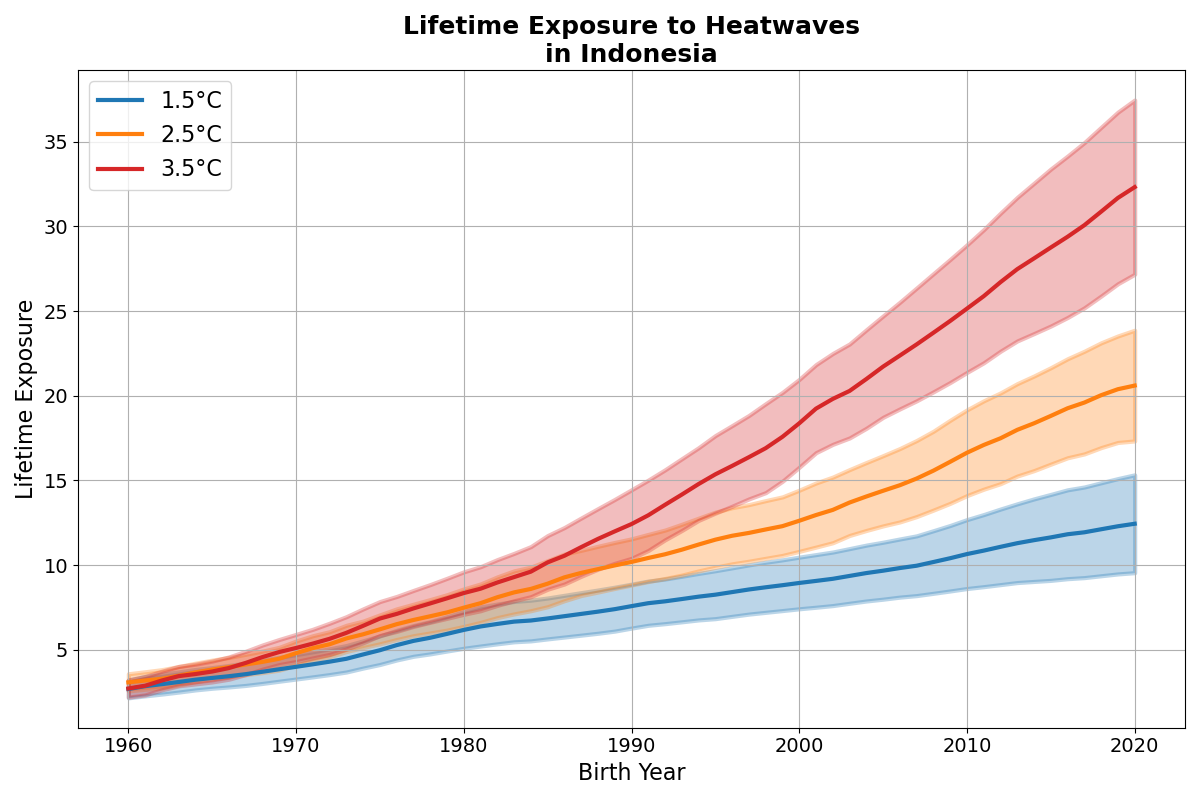 Lifetime Exposure to Heatwaves
in Indonesia
1.5°C
2.5°C
3.5°C
Lifetime Exposure
35
30
25
20
15
10
5
1960
1970
1980
1990
2000
2010
2020
Birth Year